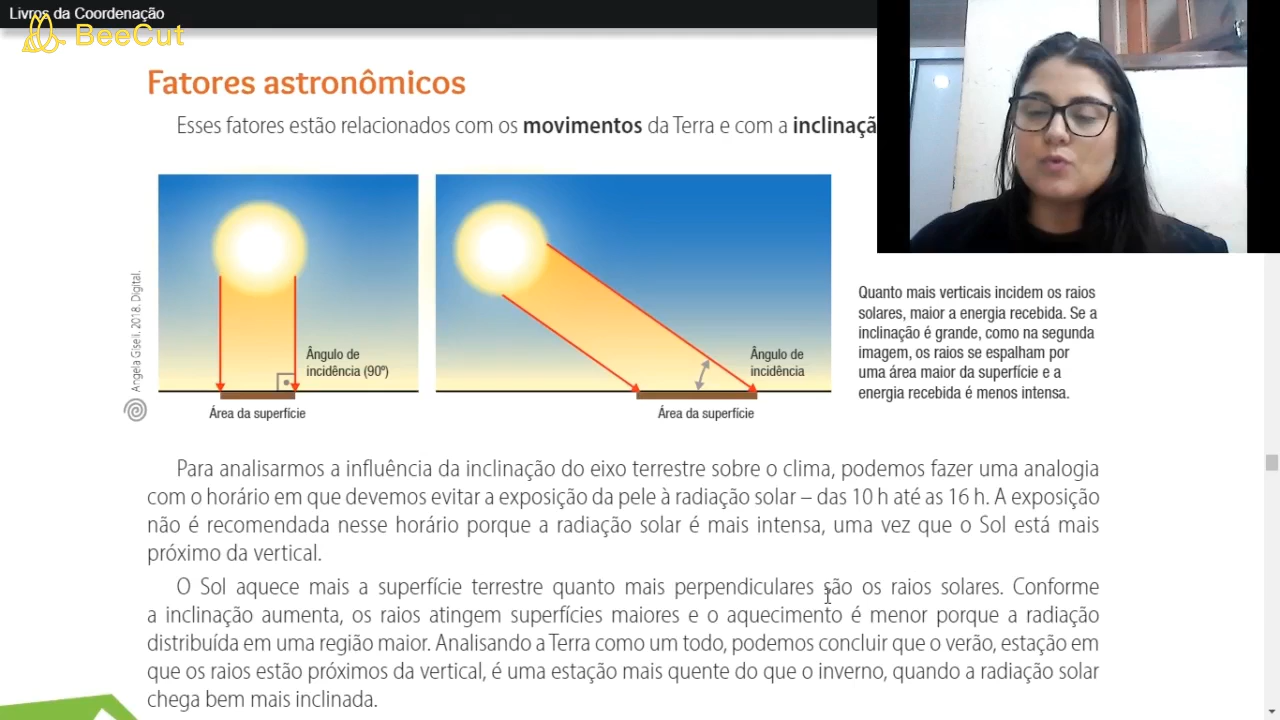 Livros da Coordenação
BeeCut
Fatores astronômicos
Esses fatores estão relacionados com os movimentos da Terra e com a
Angela Giseli. 2018. Digital.
Ângulo de
incidência (90º)
Área da superfície
Ângulo de
incidência
Área da superfície
Quanto mais verticais incidem os raios
solares, maior a energia recebida. Se a
inclinação é grande, como na segunda
imagem, os raios se espalham por
uma área maior da superfície e a
energia recebida é menos intensa.
Para analisarmos a influência da inclinação do eixo terrestre sobre o clima, podemos fazer uma analogia
com o horário em que devemos evitar a exposição da pele à radiação solar – das 10 h até as 16 h. A exposição
não é recomendada nesse horário porque a radiação solar é mais intensa, uma vez que o Sol está mais
próximo da vertical.
O Sol aquece mais a superfície terrestre quanto mais perpendiculares são os raios solares. Conforme
a inclinação aumenta, os raios atingem superfícies maiores e o aquecimento é menor porque a radiação
distribuída em uma região maior. Analisando a Terra como um todo, podemos concluir que o verão, estação em
que os raios estão próximos da vertical, é uma estação mais quente do que o inverno, quando a radiação solar
chega bem mais inclinada.